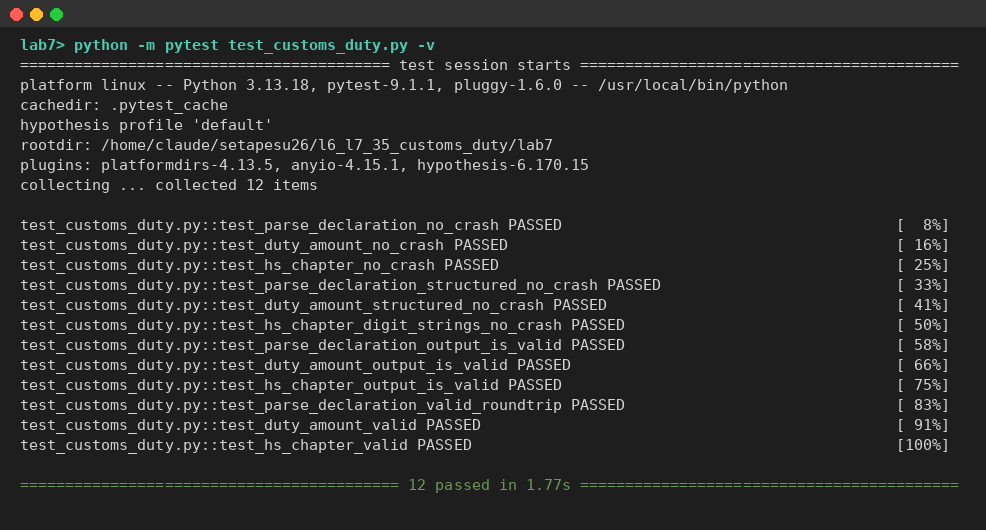 lab7> python -m pytest test_customs_duty.py -v
========================================= test session starts ==========================================
platform linux -- Python 3.13.18, pytest-9.1.1, pluggy-1.6.0 -- /usr/local/bin/python
cachedir: .pytest_cache
hypothesis profile 'default'
rootdir: /home/claude/setapesu26/l6_l7_35_customs_duty/lab7
plugins: platformdirs-4.13.5, anyio-4.15.1, hypothesis-6.170.15
collecting ... collected 12 items

test_customs_duty.py::test_parse_declaration_no_crash PASSED                                     [  8%]
test_customs_duty.py::test_duty_amount_no_crash PASSED                                           [ 16%]
test_customs_duty.py::test_hs_chapter_no_crash PASSED                                            [ 25%]
test_customs_duty.py::test_parse_declaration_structured_no_crash PASSED                          [ 33%]
test_customs_duty.py::test_duty_amount_structured_no_crash PASSED                                [ 41%]
test_customs_duty.py::test_hs_chapter_digit_strings_no_crash PASSED                              [ 50%]
test_customs_duty.py::test_parse_declaration_output_is_valid PASSED                              [ 58%]
test_customs_duty.py::test_duty_amount_output_is_valid PASSED                                    [ 66%]
test_customs_duty.py::test_hs_chapter_output_is_valid PASSED                                     [ 75%]
test_customs_duty.py::test_parse_declaration_valid_roundtrip PASSED                              [ 83%]
test_customs_duty.py::test_duty_amount_valid PASSED                                              [ 91%]
test_customs_duty.py::test_hs_chapter_valid PASSED                                               [100%]

========================================== 12 passed in 1.77s ==========================================